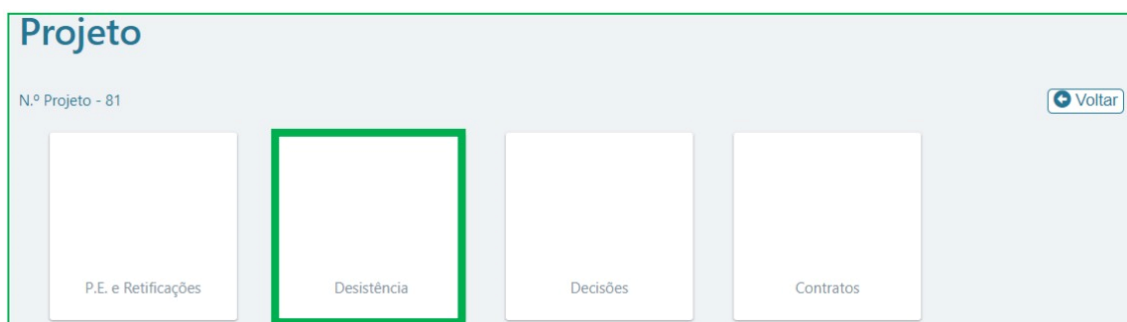 Projeto
N.º Projeto - 81
Voltar
P.E. e Retificações
Desistência
Decisões
Contratos